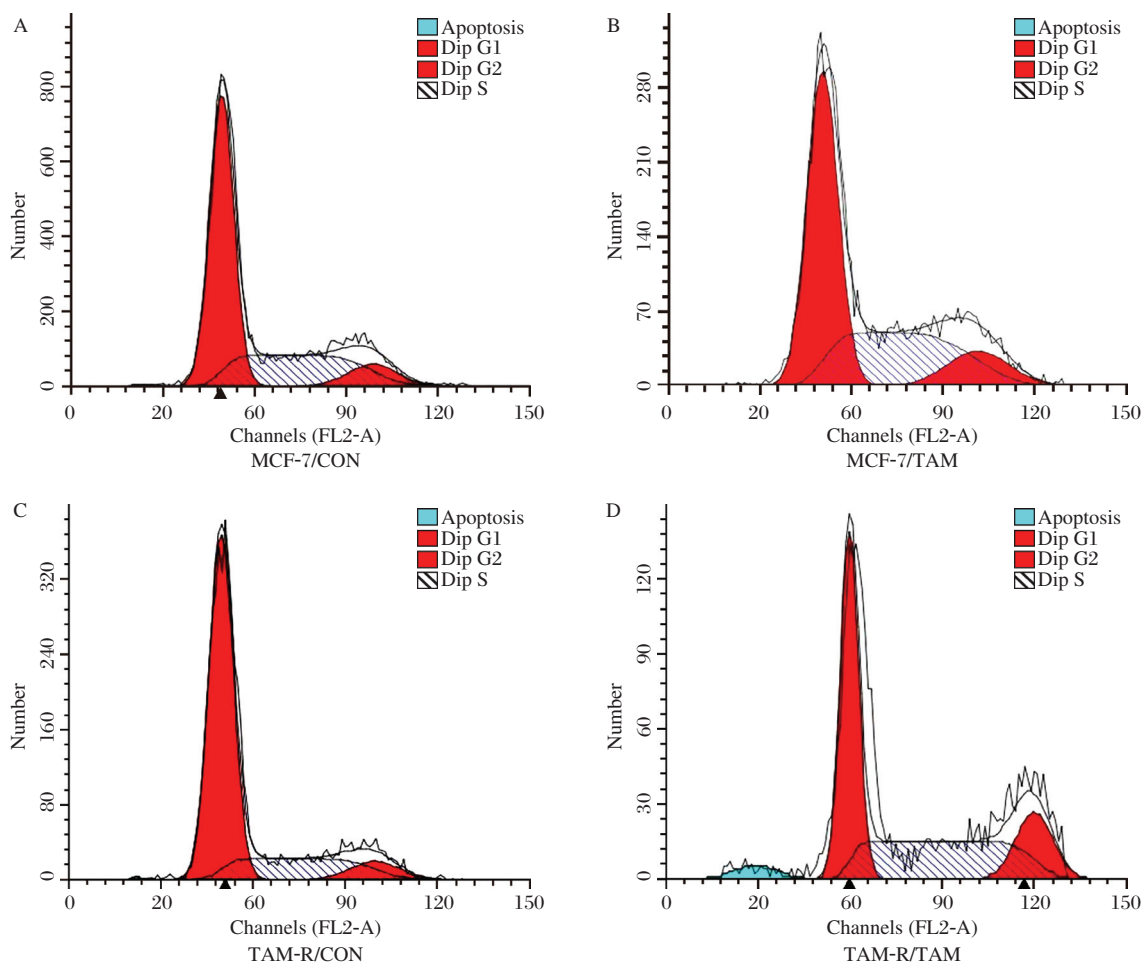 A
Apoptosis
Dip G1
Dip G2
Dip S
Number
800
600
400
200
0
0 20 60 90 120 150
Channels (FL2-A)
MCF-7/CON
B
Apoptosis
Dip G1
Dip G2
Dip S
Number
280
210
140
70
0
0 20 60 90 120 150
Channels (FL2-A)
MCF-7/TAM
C
Apoptosis
Dip G1
Dip G2
Dip S
Number
320
240
160
80
0
0 20 60 90 120 150
Channels (FL2-A)
TAM-R/CON
D
Apoptosis
Dip G1
Dip G2
Dip S
Number
120
90
60
30
0
0 20 60 90 120 150
Channels (FL2-A)
TAM-R/TAM